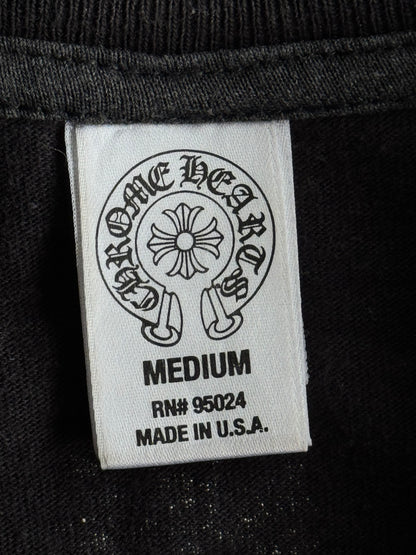 CHROME HEARTS
MEDIUM
RN# 95024
MADE IN U.S.A.